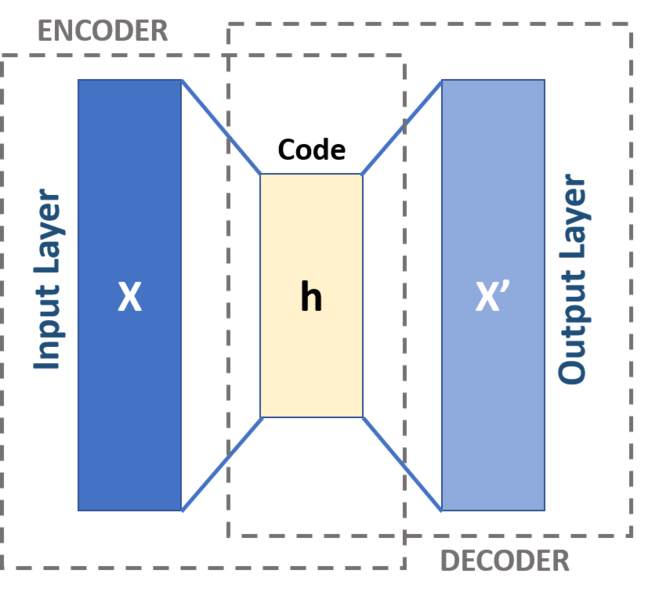 ENCODER
Code
Input Layer
X
h
X’
Output Layer
DECODER